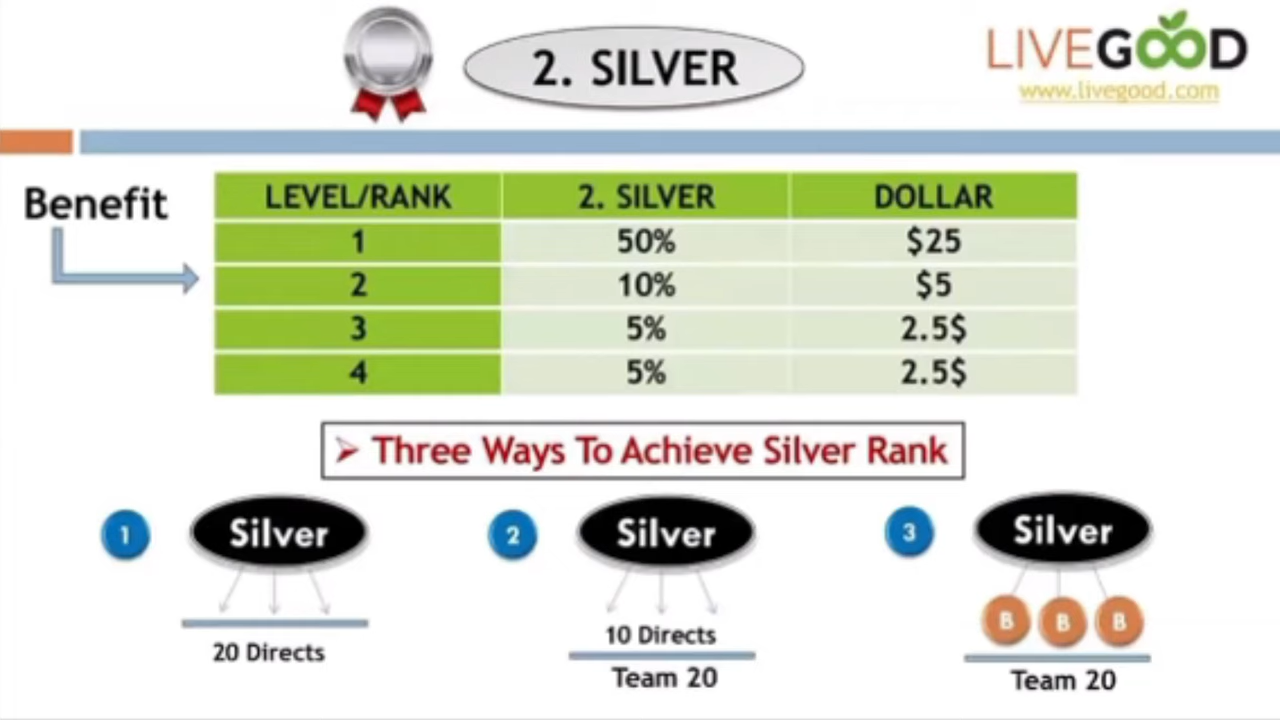 2. SILVER
LIVEGOOD
www.livegood.com
Benefit
LEVEL/RANK 2. SILVER DOLLAR
1 50% $25
2 10% $5
3 5% 2.5$
4 5% 2.5$
Three Ways To Achieve Silver Rank
1 Silver
20 Directs
2 Silver
10 Directs
Team 20
3 Silver
B B B
Team 20